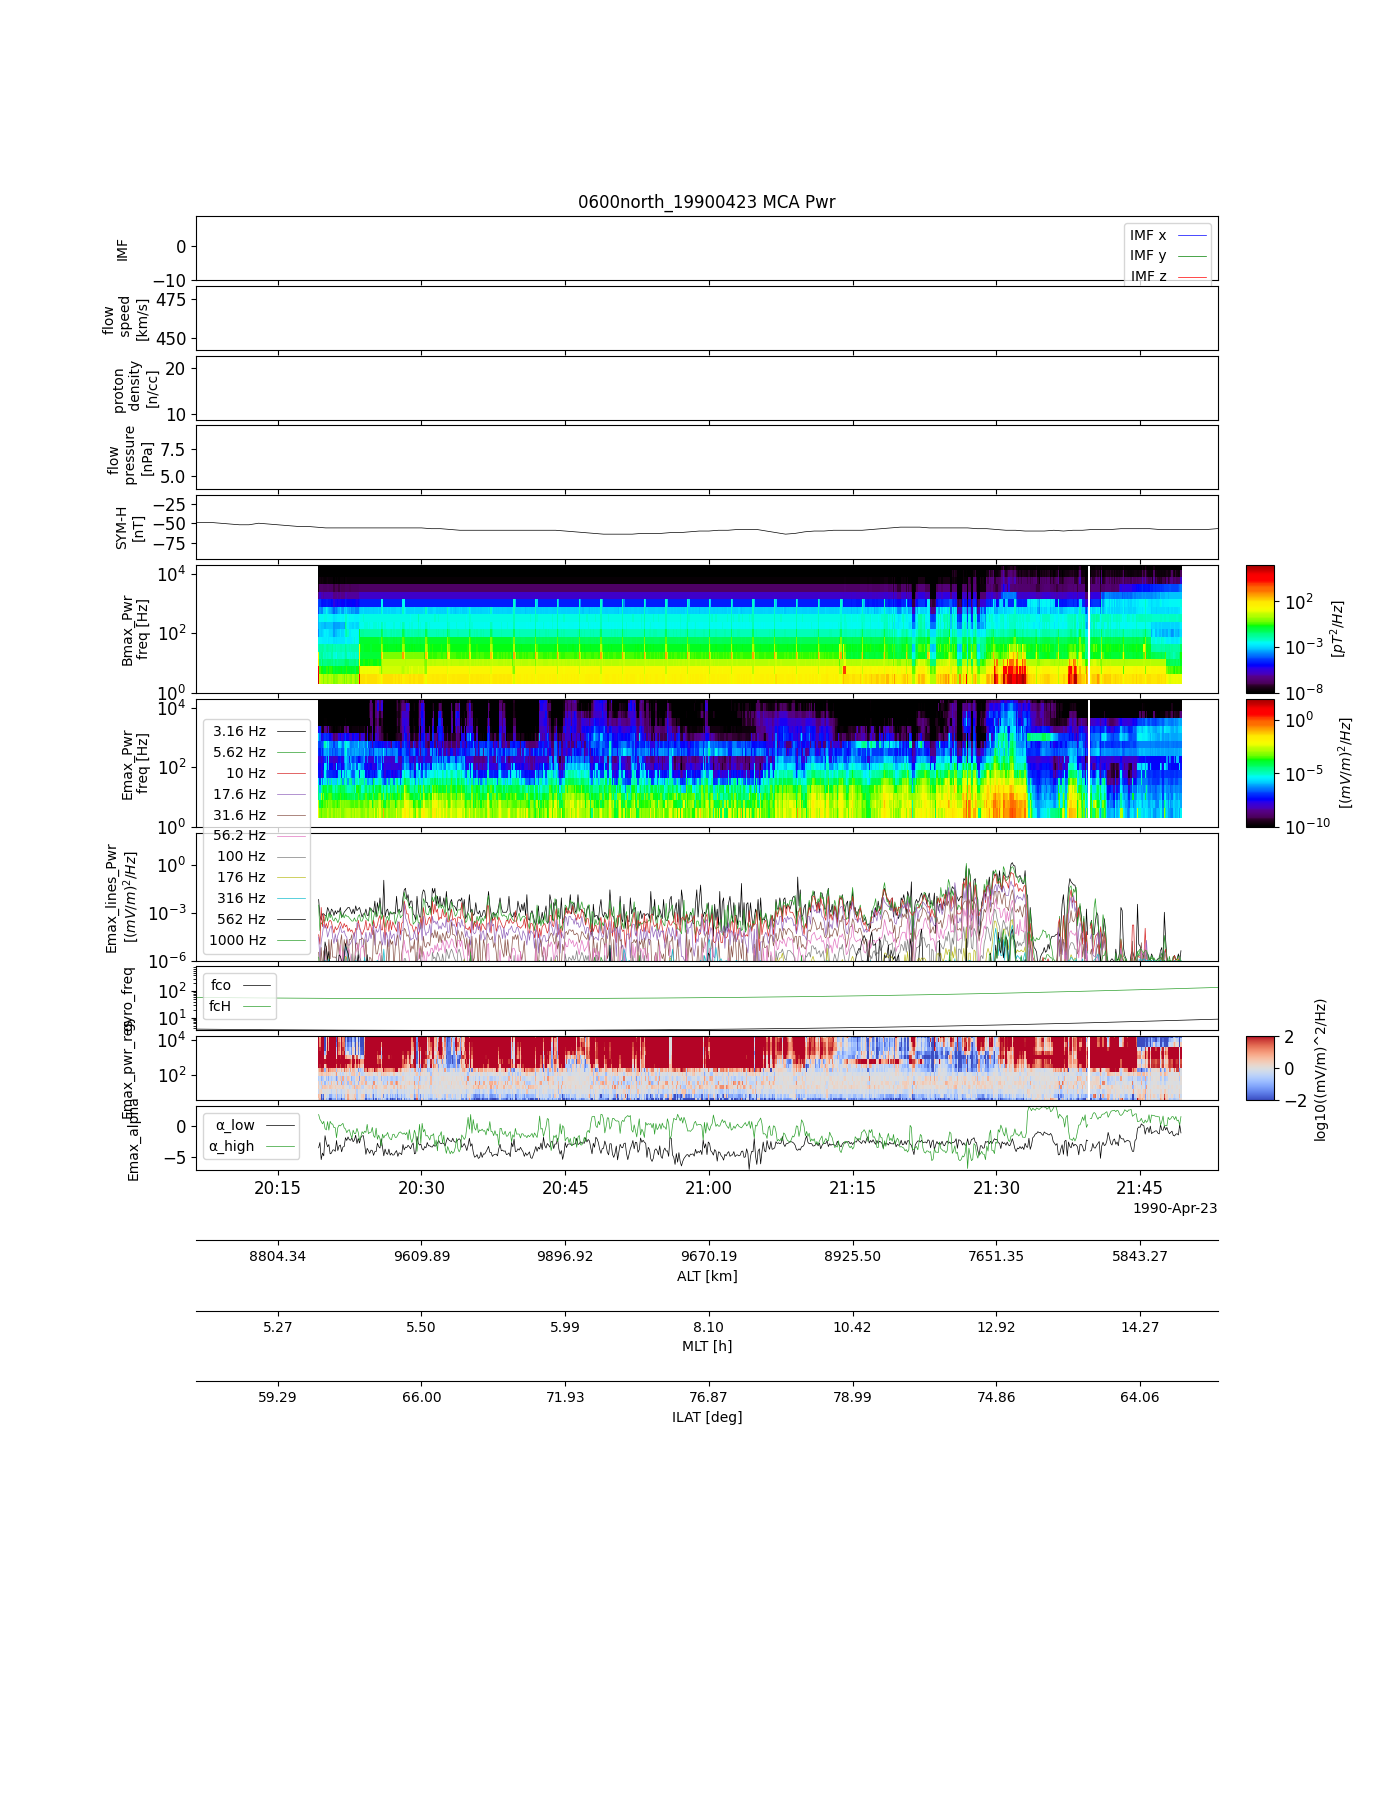 0600north_19900423 MCA Pwr
IMF
0
−10
IMF x
IMF y
IMF z
flow
speed
[km/s]
475
450
proton
density
[n/cc]
20
10
flow
pressure
[nPa]
7.5
5.0
SYM-H
[nT]
−25
−50
−75
Bmax_Pwr
freq [Hz]
10^4
10^2
10^0
10^2
10^−3
10^−8
[pT^2/Hz]
Emax_Pwr
freq [Hz]
10^4
10^2
10^0
10^0
10^−5
10^−10
[(mV/m)^2/Hz]
3.16 Hz
5.62 Hz
10 Hz
17.6 Hz
31.6 Hz
56.2 Hz
100 Hz
176 Hz
316 Hz
562 Hz
1000 Hz
Emax_lines_Pwr
[(mV/m)^2/Hz]
10^0
10^−3
10^−6
gyro_freq
10^2
10^1
fco
fcH
Emax_pwr_reg
10^4
10^2
2
0
−2
log10((mV/m)^2/Hz)
Emax_alpha
0
−5
α_low
α_high
20:15 20:30 20:45 21:00 21:15 21:30 21:45
1990-Apr-23
8804.34 9609.89 9896.92 9670.19 8925.50 7651.35 5843.27
ALT [km]
5.27 5.50 5.99 8.10 10.42 12.92 14.27
MLT [h]
59.29 66.00 71.93 76.87 78.99 74.86 64.06
ILAT [deg]